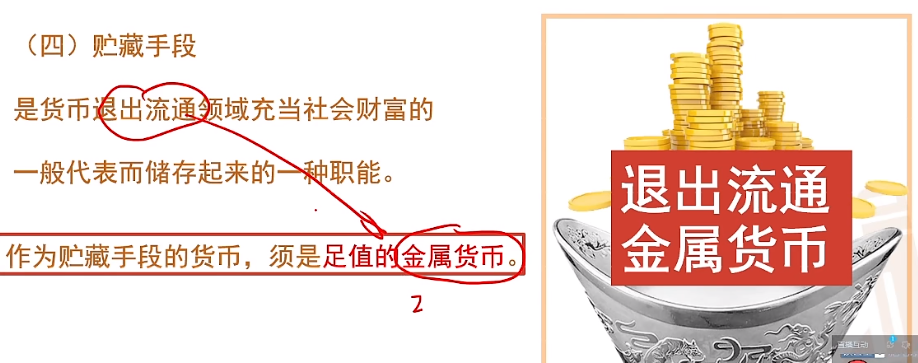 （四）贮藏手段
是货币退出流通领域充当社会财富的
一般代表而储存起来的一种职能。
作为贮藏手段的货币，须是足值的金属货币。
2
退出流通
金属货币
直播互动
1